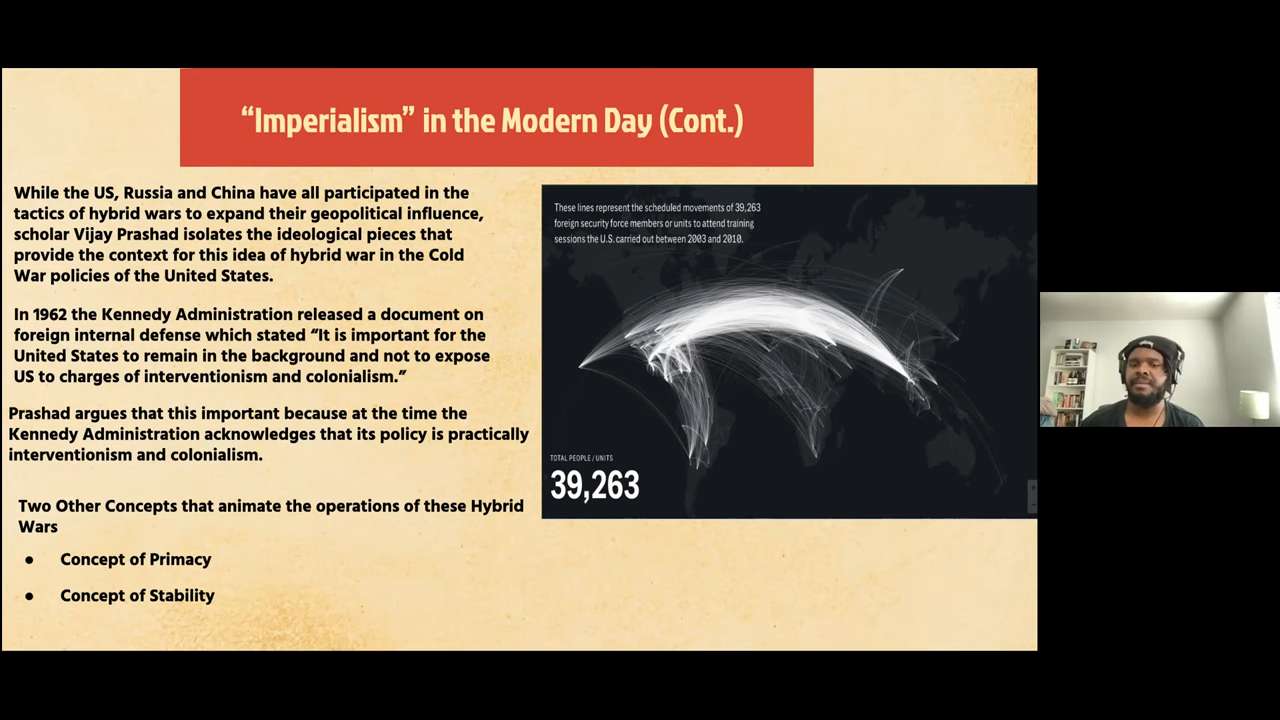 “Imperialism” in the Modern Day (Cont.)
While the US, Russia and China have all participated in the
tactics of hybrid wars to expand their geopolitical influence,
scholar Vijay Prashad isolates the ideological pieces that
provide the context for this idea of hybrid war in the Cold
War policies of the United States.
In 1962 the Kennedy Administration released a document on
foreign internal defense which stated “It is important for the
United States to remain in the background and not to expose
US to charges of interventionism and colonialism.”
Prashad argues that this important because at the time the
Kennedy Administration acknowledges that its policy is practically
interventionism and colonialism.
Two Other Concepts that animate the operations of these Hybrid
Wars
● Concept of Primacy
● Concept of Stability
These lines represent the scheduled movements of 39,263
foreign security force members or units to attend training
sessions the U.S. carried out between 2003 and 2010.
TOTAL PEOPLE / UNITS
39,263